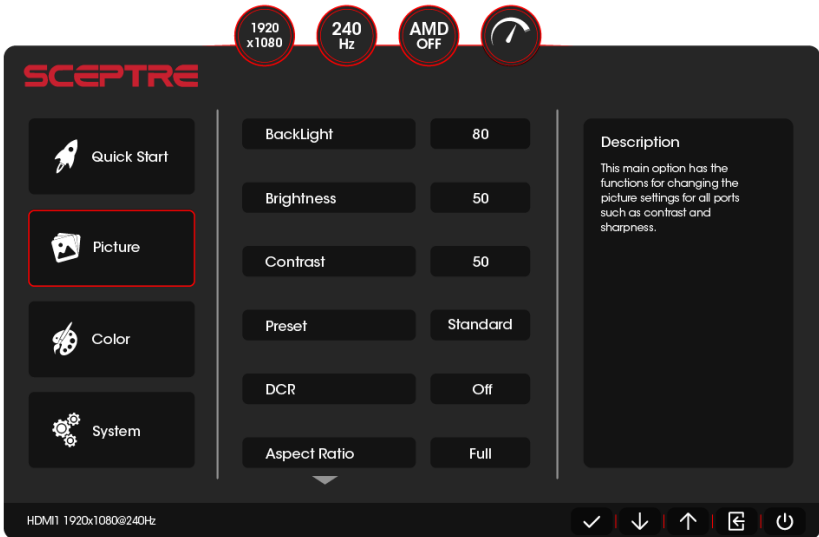 1920
x1080
240
Hz
AMD
OFF
SCEPTRE
Quick Start
Picture
Color
System
BackLight 80
Brightness 50
Contrast 50
Preset Standard
DCR Off
Aspect Ratio Full
Description
This main option has the
functions for changing the
picture settings for all ports
such as contrast and
sharpness.
HDMI1 1920x1080@240Hz